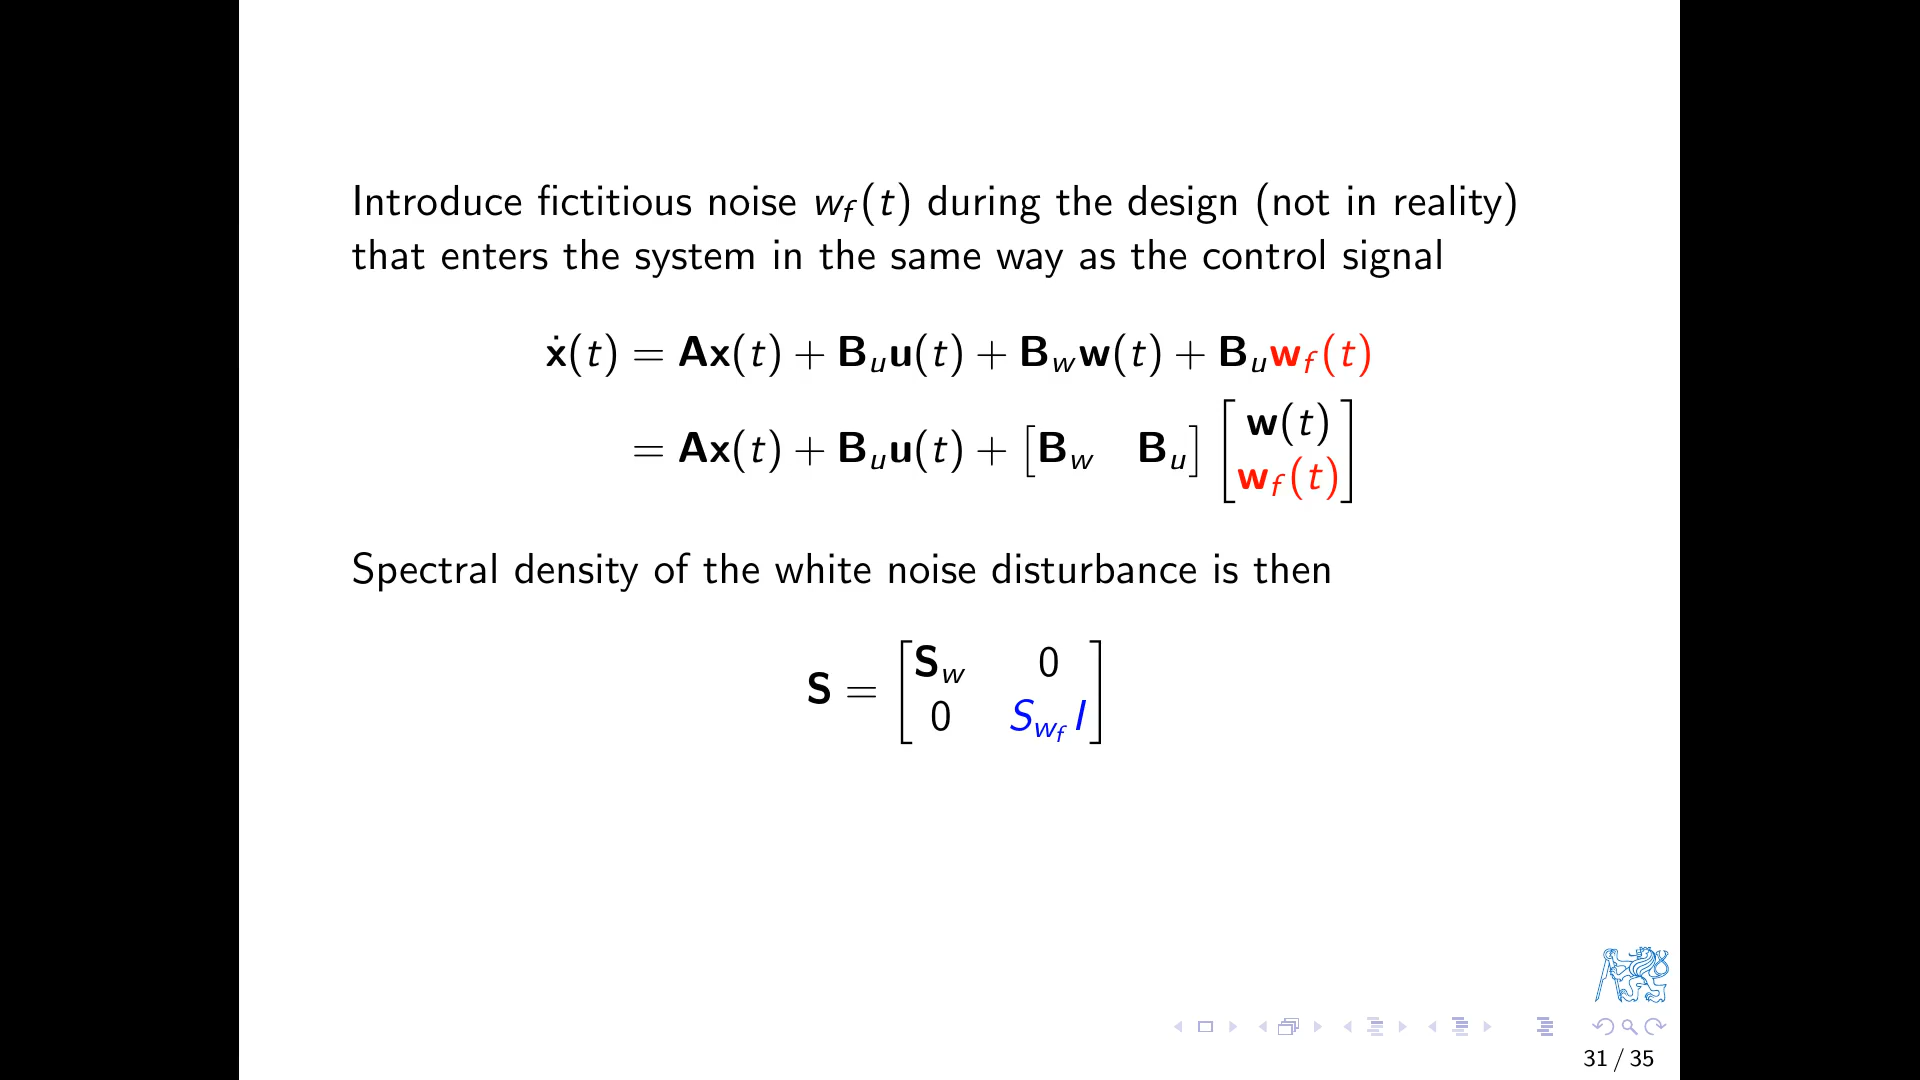 Introduce fictitious noise w_f(t) during the design (not in reality)
that enters the system in the same way as the control signal
ẋ(t) = Ax(t) + B_u u(t) + B_w w(t) + B_u w_f(t)
= Ax(t) + B_u u(t) + [B_w B_u] [w(t); w_f(t)]
Spectral density of the white noise disturbance is then
S = [S_w 0; 0 S_{w_f} I]
31 / 35